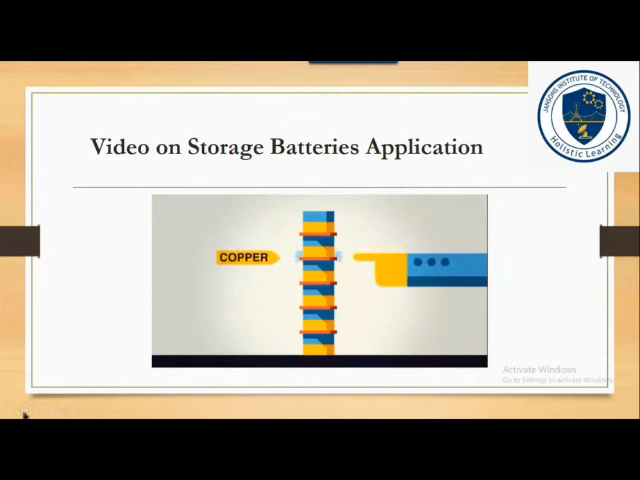 JANSONS INSTITUTE OF TECHNOLOGY
Holistic Learning
Video on Storage Batteries Application
COPPER
Activate Windows
Go to Settings to activate Windows.